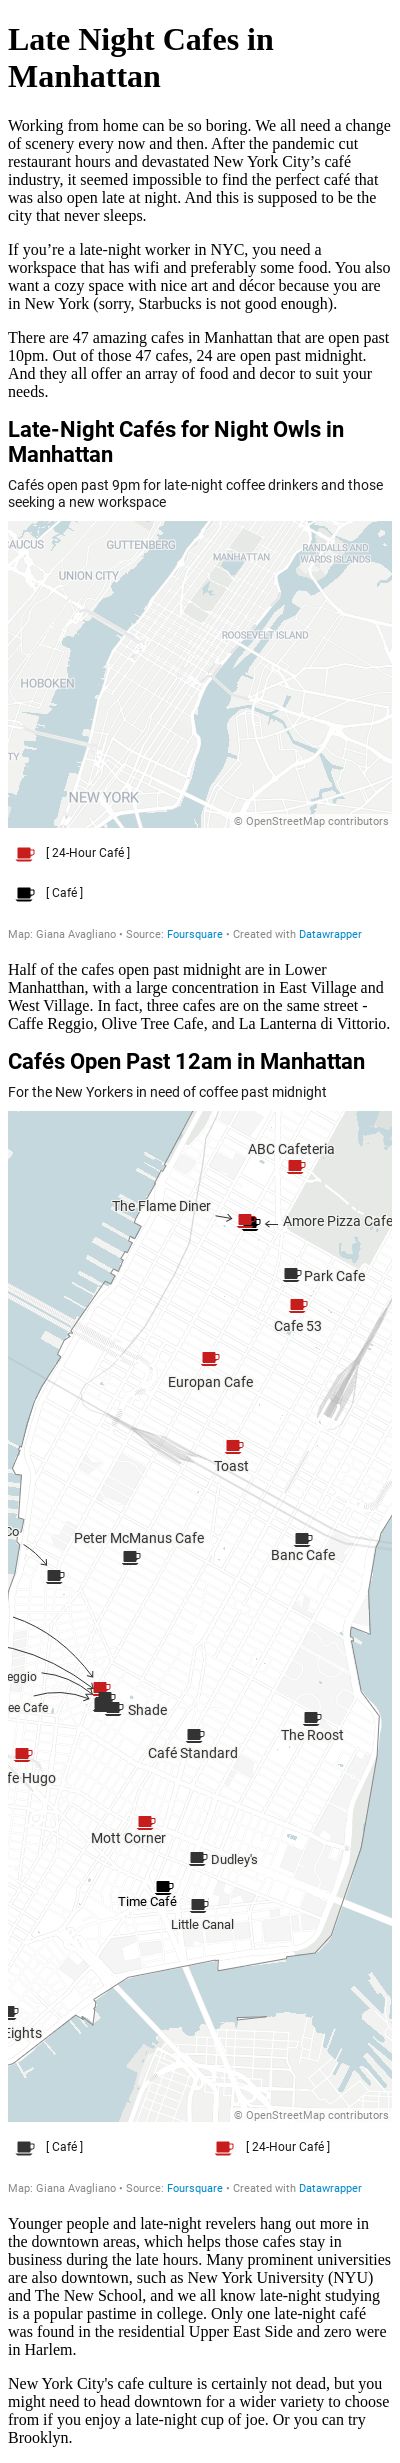 Late Night Cafes in
Manhattan
Working from home can be so boring. We all need a change
of scenery every now and then. After the pandemic cut
restaurant hours and devastated New York City’s café
industry, it seemed impossible to find the perfect café that
was also open late at night. And this is supposed to be the
city that never sleeps.
If you’re a late-night worker in NYC, you need a
workspace that has wifi and preferably some food. You also
want a cozy space with nice art and décor because you are
in New York (sorry, Starbucks is not good enough).
There are 47 amazing cafes in Manhattan that are open past
10pm. Out of those 47 cafes, 24 are open past midnight.
And they all offer an array of food and decor to suit your
needs.
Late-Night Cafés for Night Owls in
Manhattan
Cafés open past 9pm for late-night coffee drinkers and those
seeking a new workspace
CAUCUS
GUTTENBERG
MANHATTAN
RANDALLS AND
WARDS ISLANDS
UNION CITY
ROOSEVELT ISLAND
HOBOKEN
TY
NEW YORK
© OpenStreetMap contributors
[ 24-Hour Café ]
[ Café ]
Map: Giana Avagliano • Source: Foursquare • Created with Datawrapper
Half of the cafes open past midnight are in Lower
Manhatthan, with a large concentration in East Village and
West Village. In fact, three cafes are on the same street -
Caffe Reggio, Olive Tree Cafe, and La Lanterna di Vittorio.
Cafés Open Past 12am in Manhattan
For the New Yorkers in need of coffee past midnight
ABC Cafeteria
The Flame Diner
Amore Pizza Cafe
Park Cafe
Cafe 53
Europan Cafe
Toast
Co
Peter McManus Cafe
Banc Cafe
eggio
ee Cafe
Shade
The Roost
Café Standard
fe Hugo
Mott Corner
Dudley's
Time Café
Little Canal
Eights
© OpenStreetMap contributors
[ Café ]
[ 24-Hour Café ]
Map: Giana Avagliano • Source: Foursquare • Created with Datawrapper
Younger people and late-night revelers hang out more in
the downtown areas, which helps those cafes stay in
business during the late hours. Many prominent universities
are also downtown, such as New York University (NYU)
and The New School, and we all know late-night studying
is a popular pastime in college. Only one late-night café
was found in the residential Upper East Side and zero were
in Harlem.
New York City's cafe culture is certainly not dead, but you
might need to head downtown for a wider variety to choose
from if you enjoy a late-night cup of joe. Or you can try
Brooklyn.